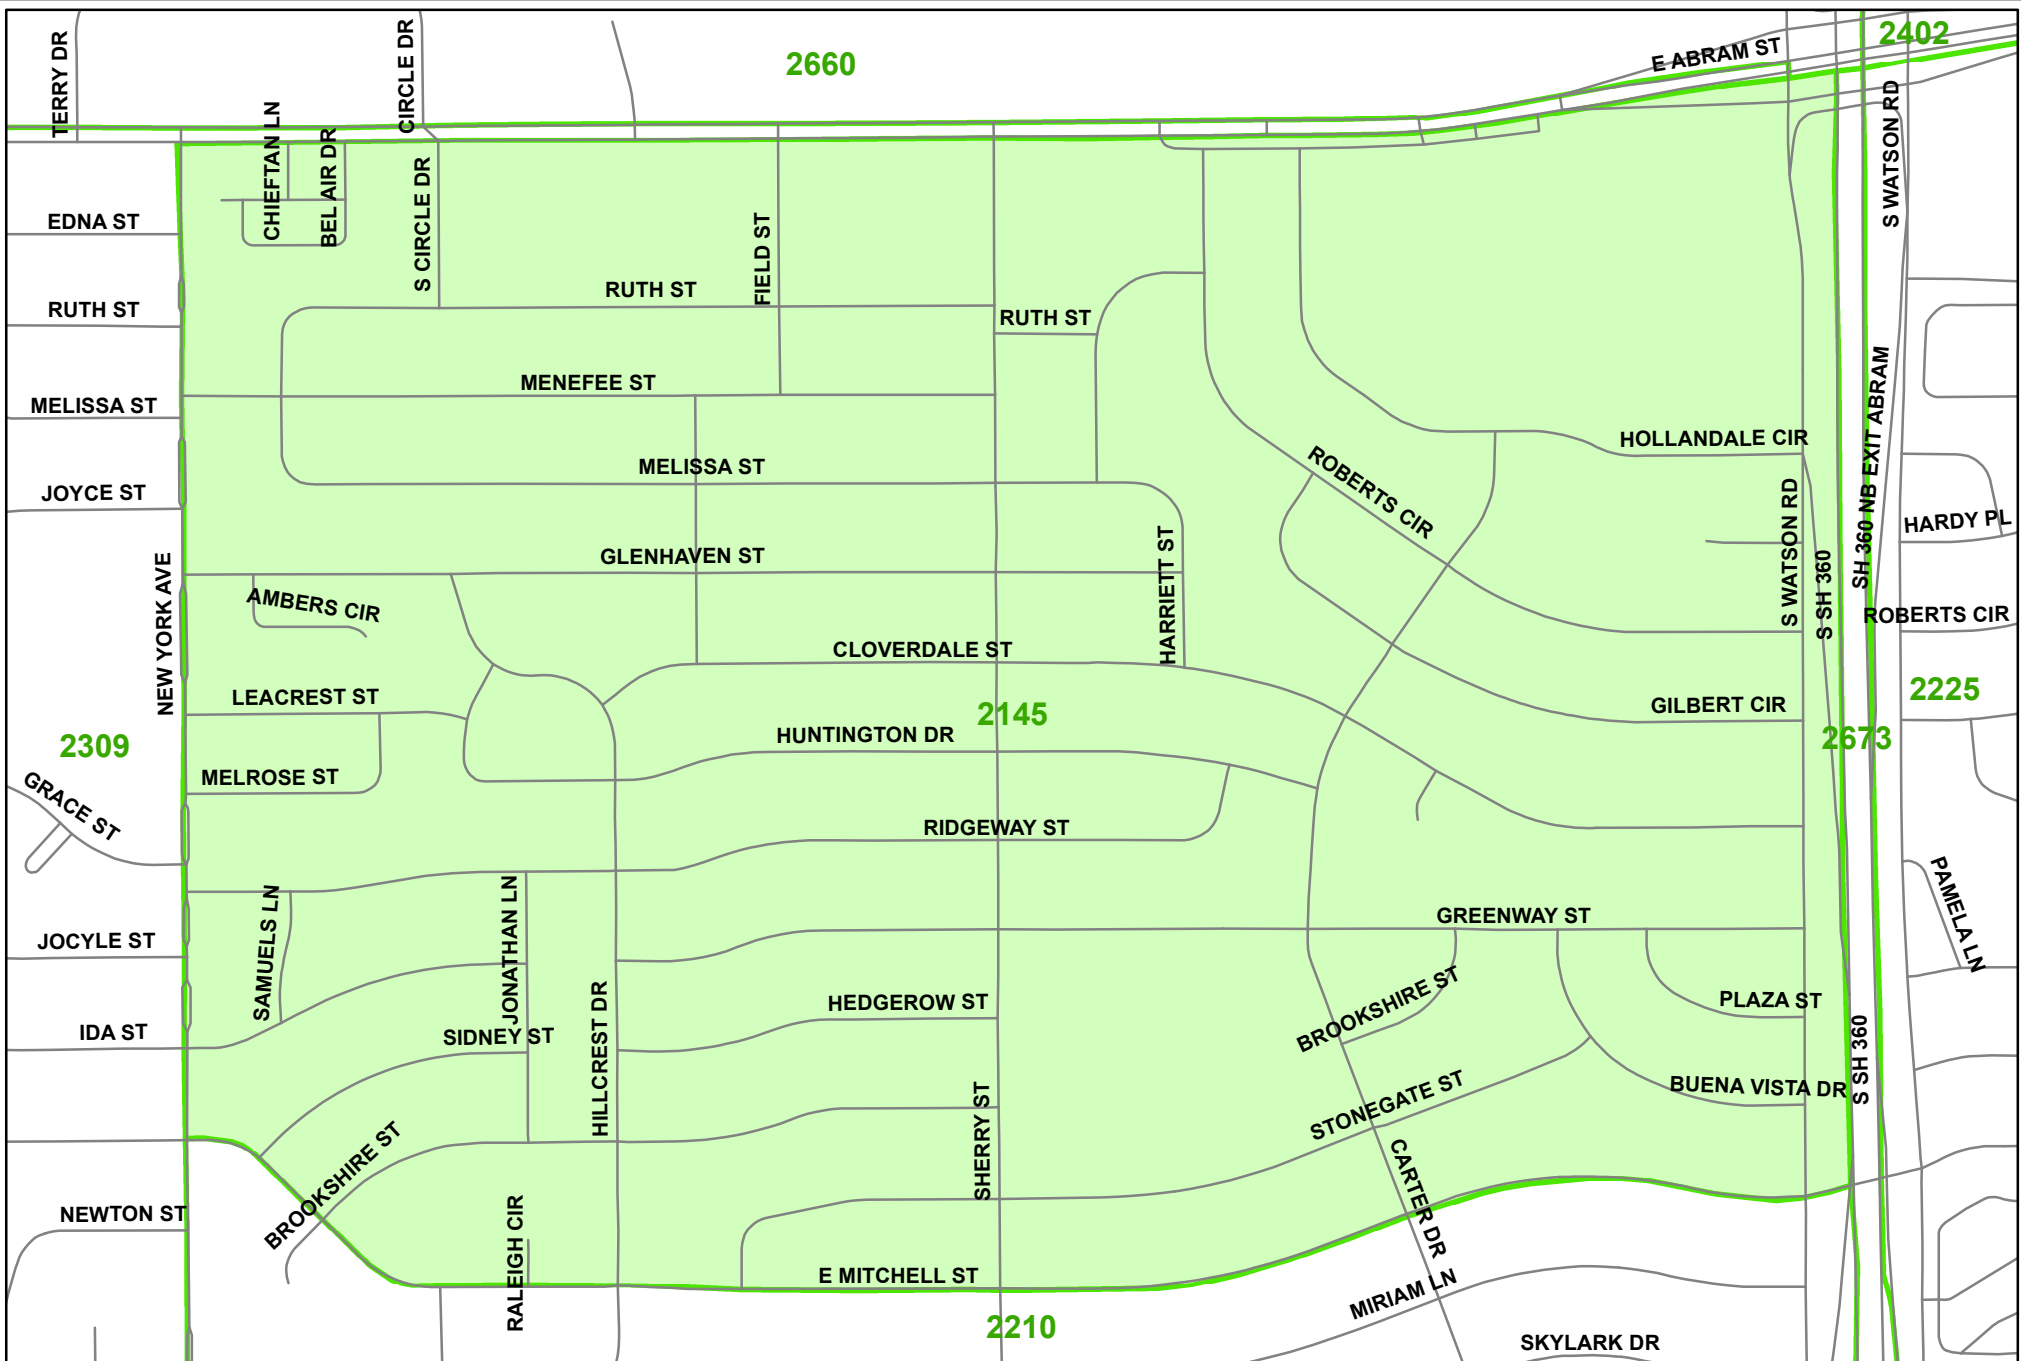 2402
E ABRAM ST
2660
TERRY DR
CIRCLE DR
CHIEFTAN LN
BEL AIR DR
S CIRCLE DR
S WATSON RD
EDNA ST
FIELD ST
RUTH ST
RUTH ST
RUTH ST
MENEFEE ST
MELISSA ST
HOLLANDALE CIR
SH 360 NB EXIT ABRAM
MELISSA ST
ROBERTS CIR
JOYCE ST
HARDY PL
S WATSON RD
S SH 360
GLENHAVEN ST
HARRIETT ST
NEW YORK AVE
AMBERS CIR
ROBERTS CIR
CLOVERDALE ST
LEACREST ST
2225
GILBERT CIR
2145
HUNTINGTON DR
2673
2309
MELROSE ST
GRACE ST
RIDGEWAY ST
PAMELA LN
SAMUELS LN
JONATHAN LN
GREENWAY ST
JOCYLE ST
HEDGEROW ST
PLAZA ST
BROOKSHIRE ST
IDA ST
SIDNEY ST
HILLCREST DR
S SH 360
BUENA VISTA DR
STONEGATE ST
SHERRY ST
BROOKSHIRE ST
CARTER DR
NEWTON ST
RALEIGH CIR
E MITCHELL ST
MIRIAM LN
2210
SKYLARK DR